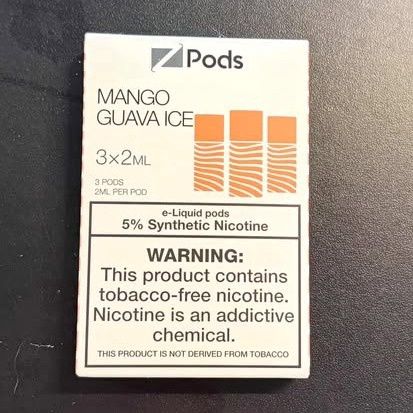 Z Pods
MANGO
GUAVA ICE
3×2ML
3 PODS
2ML PER POD
e-Liquid pods
5% Synthetic Nicotine
WARNING:
This product contains
tobacco-free nicotine.
Nicotine is an addictive
chemical.
THIS PRODUCT IS NOT DERIVED FROM TOBACCO